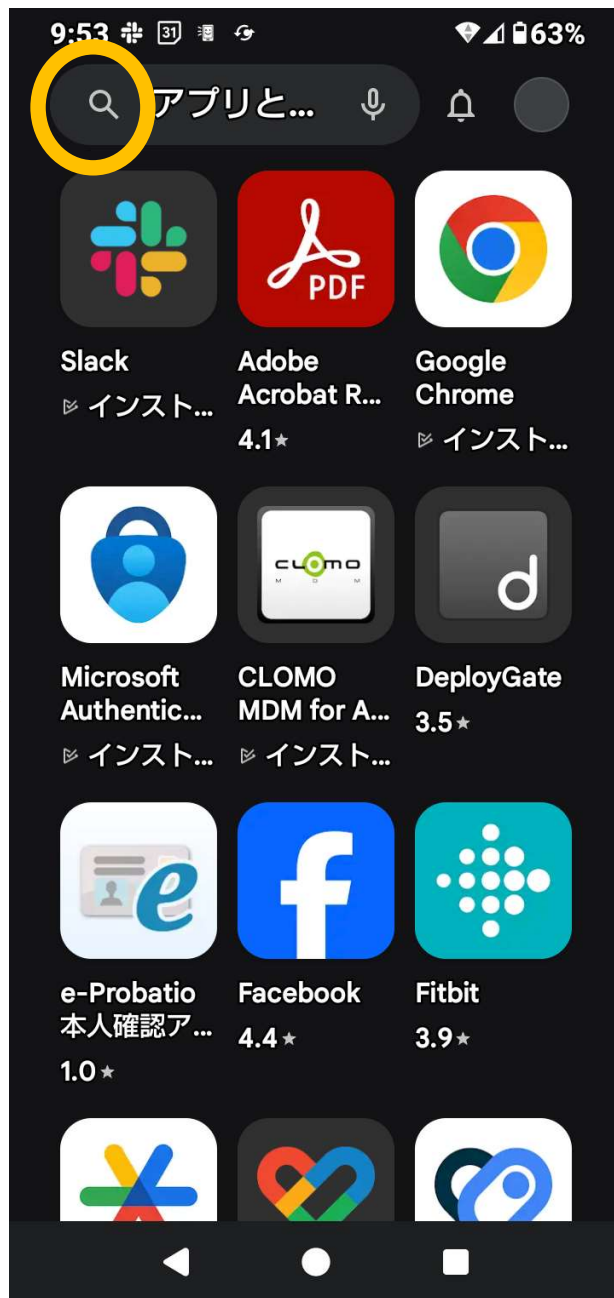 9:53 31 63%
アプリと...
PDF
Slack Adobe Google
インスト... Acrobat R... Chrome
4.1★ インスト...
CLOMO
MDM
d
Microsoft CLOMO DeployGate
Authentic... MDM for A... 3.5★
インスト... インスト...
e
f
e-Probatio Facebook Fitbit
本人確認ア... 4.4★ 3.9★
1.0★